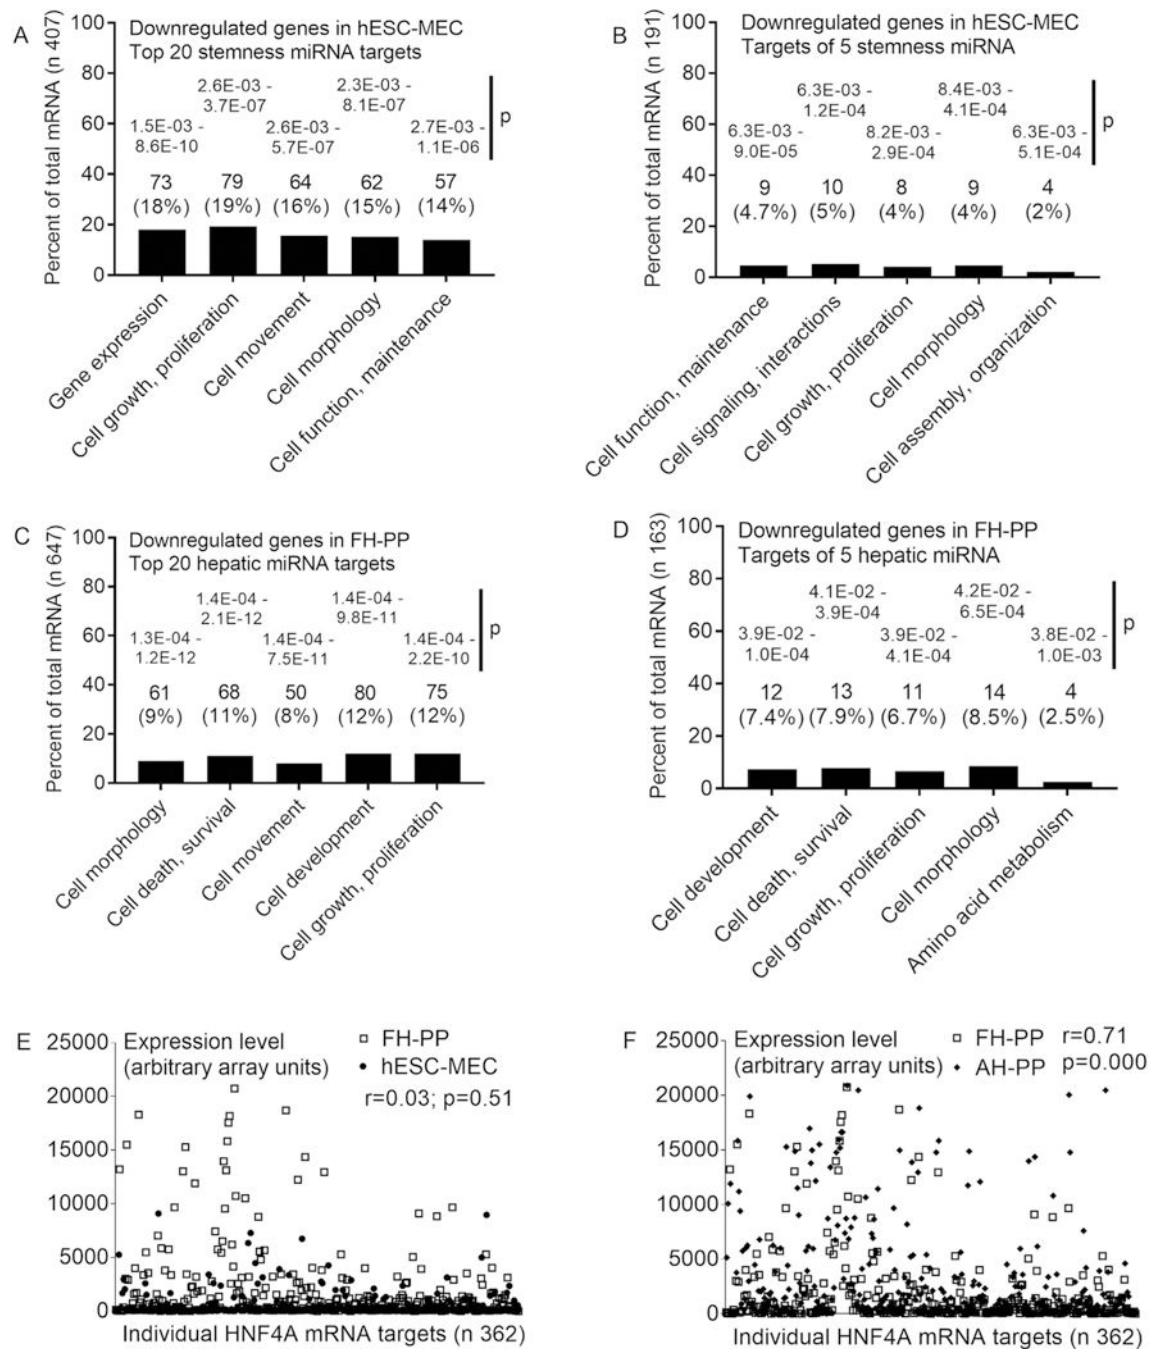 A
Downregulated genes in hESC-MEC
Top 20 stemness miRNA targets
Percent of total mRNA (n 407)
100
80
60
40
20
0
2.6E-03 -
3.7E-07
2.3E-03 -
8.1E-07
1.5E-03 -
8.6E-10
2.6E-03 -
5.7E-07
2.7E-03 -
1.1E-06
p
73 79 64 62 57
(18%) (19%) (16%) (15%) (14%)
Gene expression
Cell growth, proliferation
Cell movement
Cell morphology
Cell function, maintenance
B
Downregulated genes in hESC-MEC
Targets of 5 stemness miRNA
Percent of total mRNA (n 191)
100
80
60
40
20
0
6.3E-03 -
1.2E-04
8.4E-03 -
4.1E-04
6.3E-03 -
9.0E-05
8.2E-03 -
2.9E-04
6.3E-03 -
5.1E-04
p
9 10 8 9 4
(4.7%) (5%) (4%) (4%) (2%)
Cell function, maintenance
Cell signaling, interactions
Cell growth, proliferation
Cell morphology
Cell assembly, organization
C
Downregulated genes in FH-PP
Top 20 hepatic miRNA targets
Percent of total mRNA (n 647)
100
80
60
40
20
0
1.4E-04 -
2.1E-12
1.4E-04 -
9.8E-11
1.3E-04 -
1.2E-12
1.4E-04 -
7.5E-11
1.4E-04 -
2.2E-10
p
61 68 50 80 75
(9%) (11%) (8%) (12%) (12%)
Cell morphology
Cell death, survival
Cell movement
Cell development
Cell growth, proliferation
D
Downregulated genes in FH-PP
Targets of 5 hepatic miRNA
Percent of total mRNA (n 163)
100
80
60
40
20
0
4.1E-02 -
3.9E-04
4.2E-02 -
6.5E-04
3.9E-02 -
1.0E-04
3.9E-02 -
4.1E-04
3.8E-02 -
1.0E-03
p
12 13 11 14 4
(7.4%) (7.9%) (6.7%) (8.5%) (2.5%)
Cell development
Cell death, survival
Cell growth, proliferation
Cell morphology
Amino acid metabolism
E
25000
20000
15000
10000
5000
0
Expression level
(arbitrary array units)
FH-PP
hESC-MEC
r=0.03; p=0.51
Individual HNF4A mRNA targets (n 362)
F
25000
20000
15000
10000
5000
0
Expression level
(arbitrary array units)
FH-PP r=0.71
AH-PP p=0.000
Individual HNF4A mRNA targets (n 362)